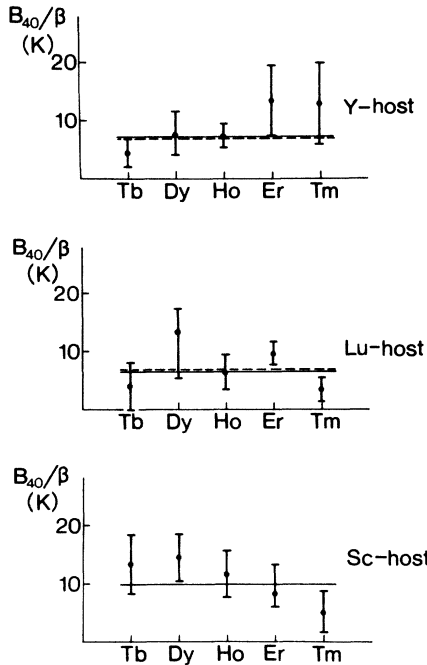 B₄₀/β
(K)
20
10
Y-host
Tb Dy Ho Er Tm
B₄₀/β
(K)
20
10
Lu-host
Tb Dy Ho Er Tm
B₄₀/β
(K)
20
10
Sc-host
Tb Dy Ho Er Tm